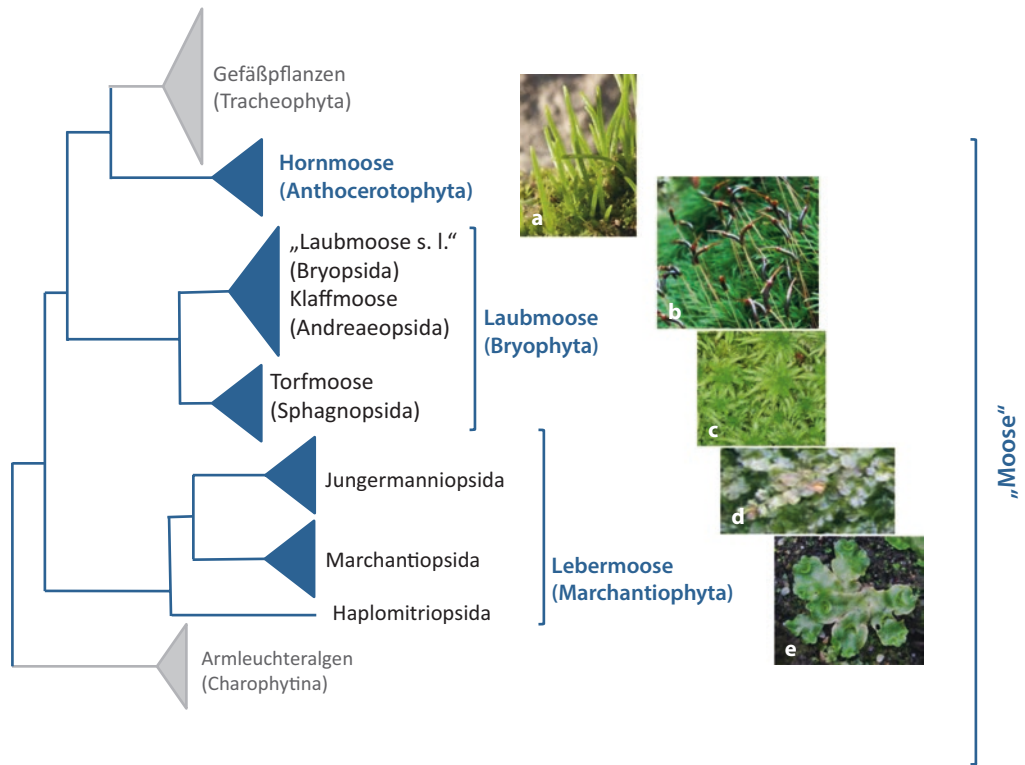 Gefäßpflanzen
(Tracheophyta)
Hornmoose
(Anthocerotophyta)
„Laubmoose s. l.“
(Bryopsida)
Klaffmoose
(Andreaeopsida)
Laubmoose
(Bryophyta)
Torfmoose
(Sphagnopsida)
Jungermanniopsida
Marchantiopsida
Lebermoose
(Marchantiophyta)
Haplomitriopsida
Armleuchteralgen
(Charophytina)
a
b
c
d
e
„Moose“